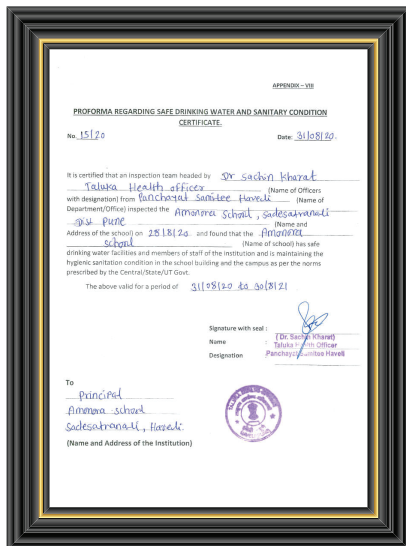 APPENDIX – VIII
PROFORMA REGARDING SAFE DRINKING WATER AND SANITARY CONDITION
CERTIFICATE.
No. 15/20
Date: 31/08/20.
It is certified that an inspection team headed by Dr Sachin Kharat
Taluka Health officer (Name of Officers
with designation) from Panchayat Samitee Haveli (Name of
Department/Office) inspected the Amonora School, Sadesatranali
Dist Pune (Name and
Address of the school) on 28/8/20 and found that the Amonora
school (Name of school) has safe
drinking water facilities and members of staff of the institution and is maintaining the
hygienic sanitation condition in the school building and the campus as per the norms
prescribed by the Central/State/UT Govt.
The above valid for a period of 31/08/20 to 30/8/21
Signature with seal :
Name : (Dr. Sachin Kharat)
Taluka Health Officer
Designation Panchayat Samitee Haveli
To
Principal
Amonora school
Sadesatranali, Haveli.
(Name and Address of the Institution)